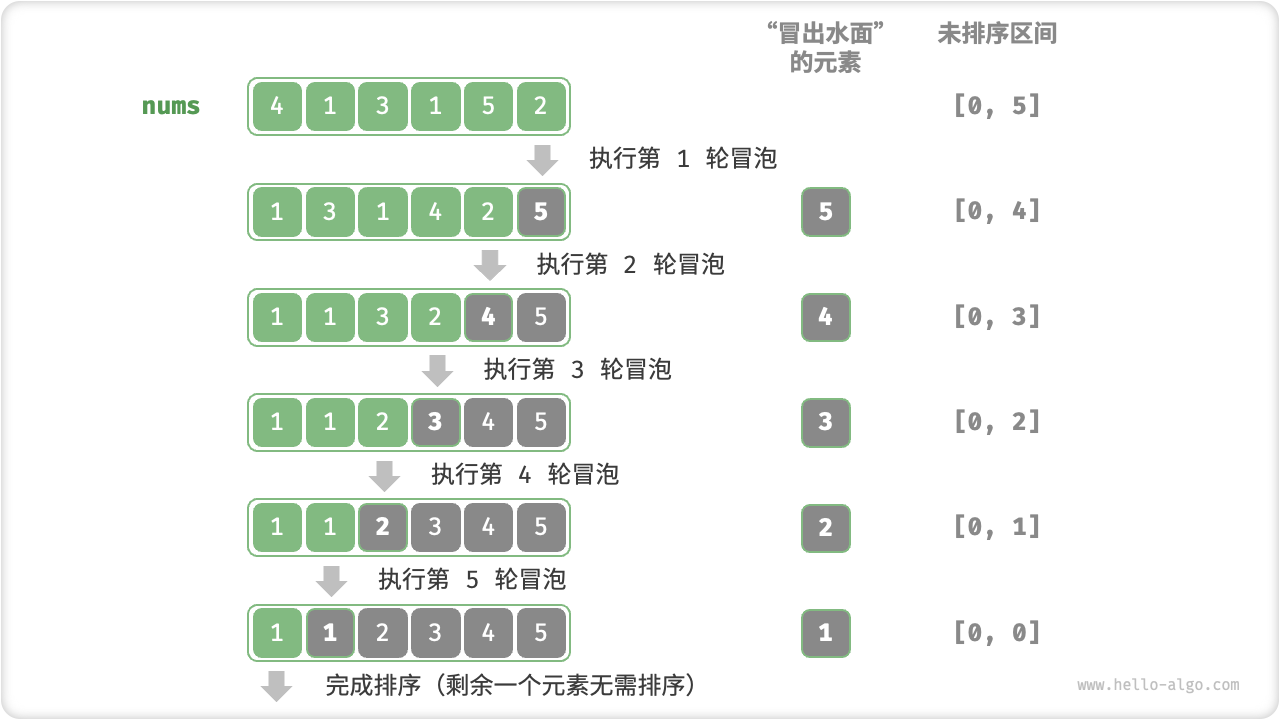 “冒出水面” 未排序区间
的元素
nums 4 1 3 1 5 2 [0, 5]
执行第 1 轮冒泡
1 3 1 4 2 5 5 [0, 4]
执行第 2 轮冒泡
1 1 3 2 4 5 4 [0, 3]
执行第 3 轮冒泡
1 1 2 3 4 5 3 [0, 2]
执行第 4 轮冒泡
1 1 2 3 4 5 2 [0, 1]
执行第 5 轮冒泡
1 1 2 3 4 5 1 [0, 0]
完成排序（剩余一个元素无需排序）
www.hello-algo.com